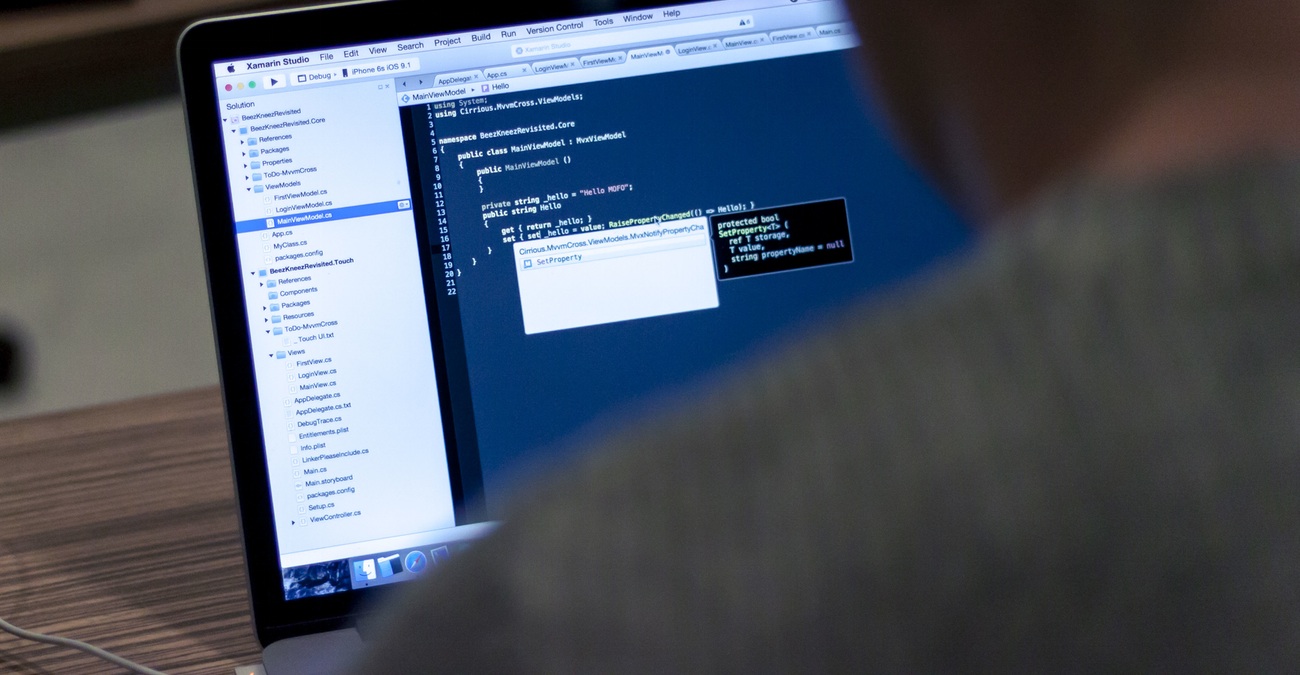 Xamarin Studio File Edit View Search Project Build Run Version Control Tools Window Help
Debug iPhone 6s iOS 9.1 Xamarin Studio
AppDelegat App.cs LoginView. FirstViewM. MainViewM. LoginView. MainView.c FirstView.cs Main.cs
Solution
BeezKneezRevisited
BeezKneezRevisited.Core
References
Packages
Properties
ToDo-MvvmCross
ViewModels
FirstViewModel.cs
LoginViewModel.cs
MainViewModel.cs
App.cs
MyClass.cs
packages.config
BeezKneezRevisited.Touch
References
Components
Packages
Resources
ToDo-MvvmCross
_Touch UI.txt
Views
FirstView.cs
LoginView.cs
MainView.cs
AppDelegate.cs
AppDelegate.cs.txt
DebugTrace.cs
Entitlements.plist
Info.plist
LinkerPleaseInclude.cs
Main.cs
Main.storyboard
packages.config
Setup.cs
ViewController.cs
MainViewModel Hello
1 using System;
2 using Cirrious.MvvmCross.ViewModels;
3
4
5 namespace BeezKneezRevisited.Core
6 {
7 public class MainViewModel : MvxViewModel
8 {
9 public MainViewModel ()
10 {
11 }
12
13 private string _hello = "Hello MOFO";
14 public string Hello
15 {
16 get { return _hello; }
17 set { set _hello = value; RaisePropertyChanged(() => Hello); }
18 }
19 }
20 }
21
22
Cirrious.MvvmCross.ViewModels.MvxNotifyPropertyCha
SetProperty
protected bool
SetProperty<T> (
ref T storage,
T value,
string propertyName = null
)